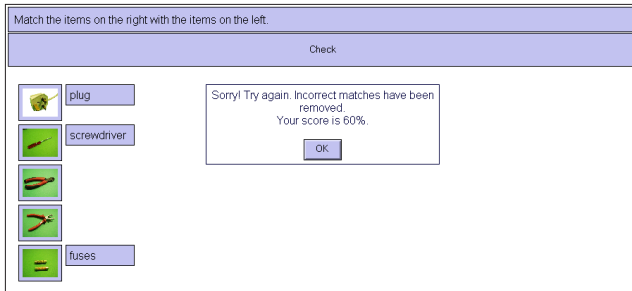 Match the items on the right with the items on the left.
Check
plug
screwdriver
fuses
Sorry! Try again. Incorrect matches have been
removed.
Your score is 60%.
OK